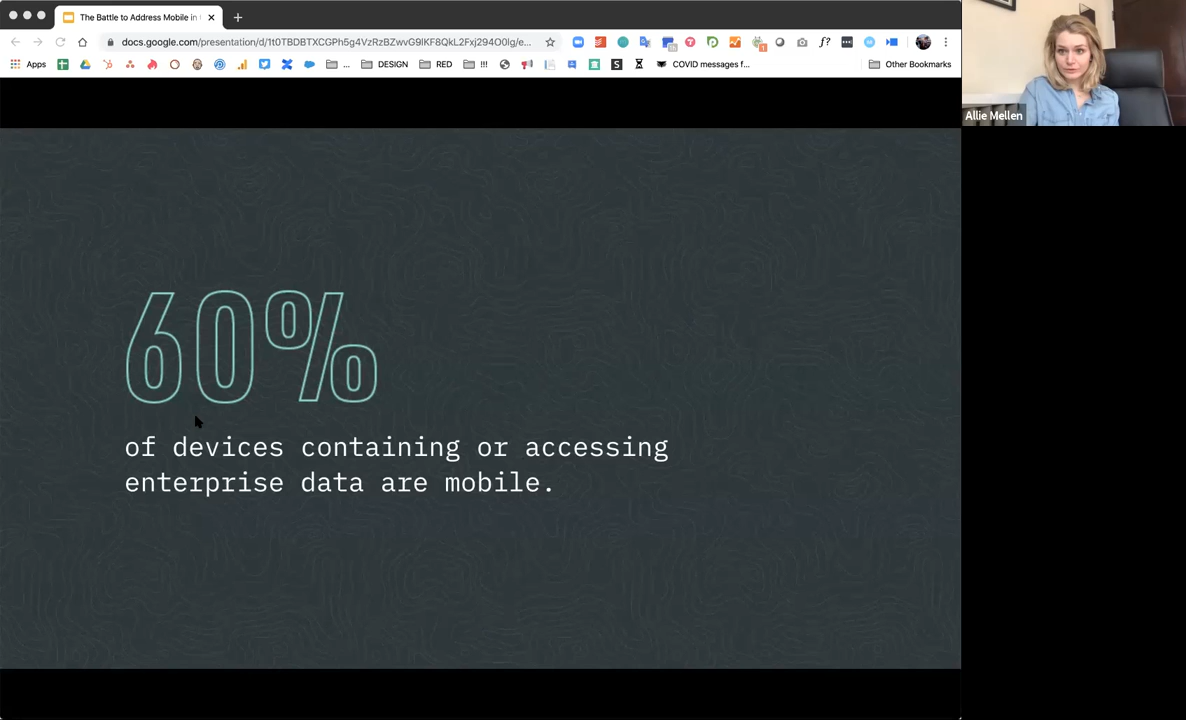 The Battle to Address Mobile in
docs.google.com/presentation/d/1t0TBDBTXCGPh5g4VzRzBZwvG9lKF8QkL2Fxj294O0lg/e...
Apps
...
DESIGN
RED
!!!
COVID messages f...
Other Bookmarks
Allie Mellen
60%
of devices containing or accessing
enterprise data are mobile.